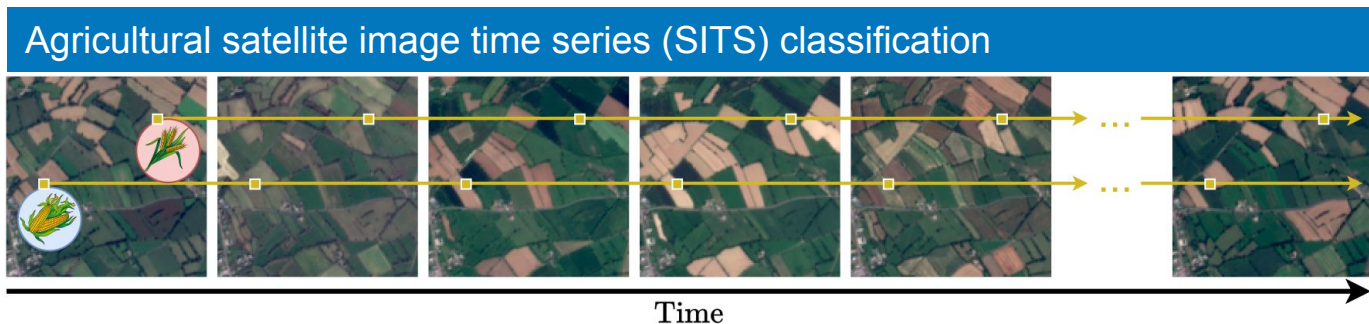 Agricultural satellite image time series (SITS) classification
... 
...
Time